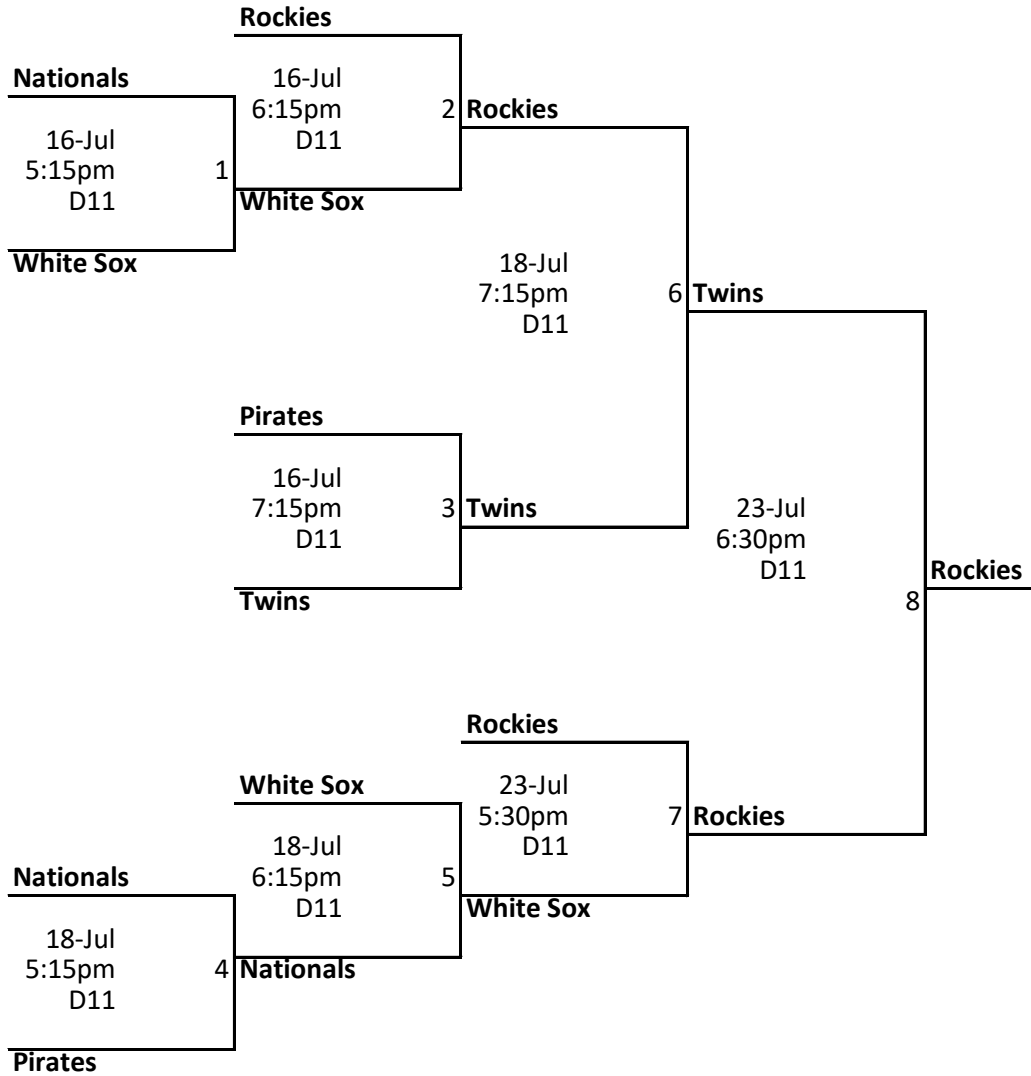 Rockies
Nationals
16-Jul
6:15pm
D11
2
Rockies
16-Jul
5:15pm
D11
1
White Sox
White Sox
18-Jul
7:15pm
D11
6
Twins
Pirates
16-Jul
7:15pm
D11
3
Twins
Twins
23-Jul
6:30pm
D11
8
Rockies
Rockies
White Sox
23-Jul
5:30pm
D11
7
Rockies
18-Jul
6:15pm
D11
5
White Sox
Nationals
18-Jul
5:15pm
D11
4
Nationals
Pirates